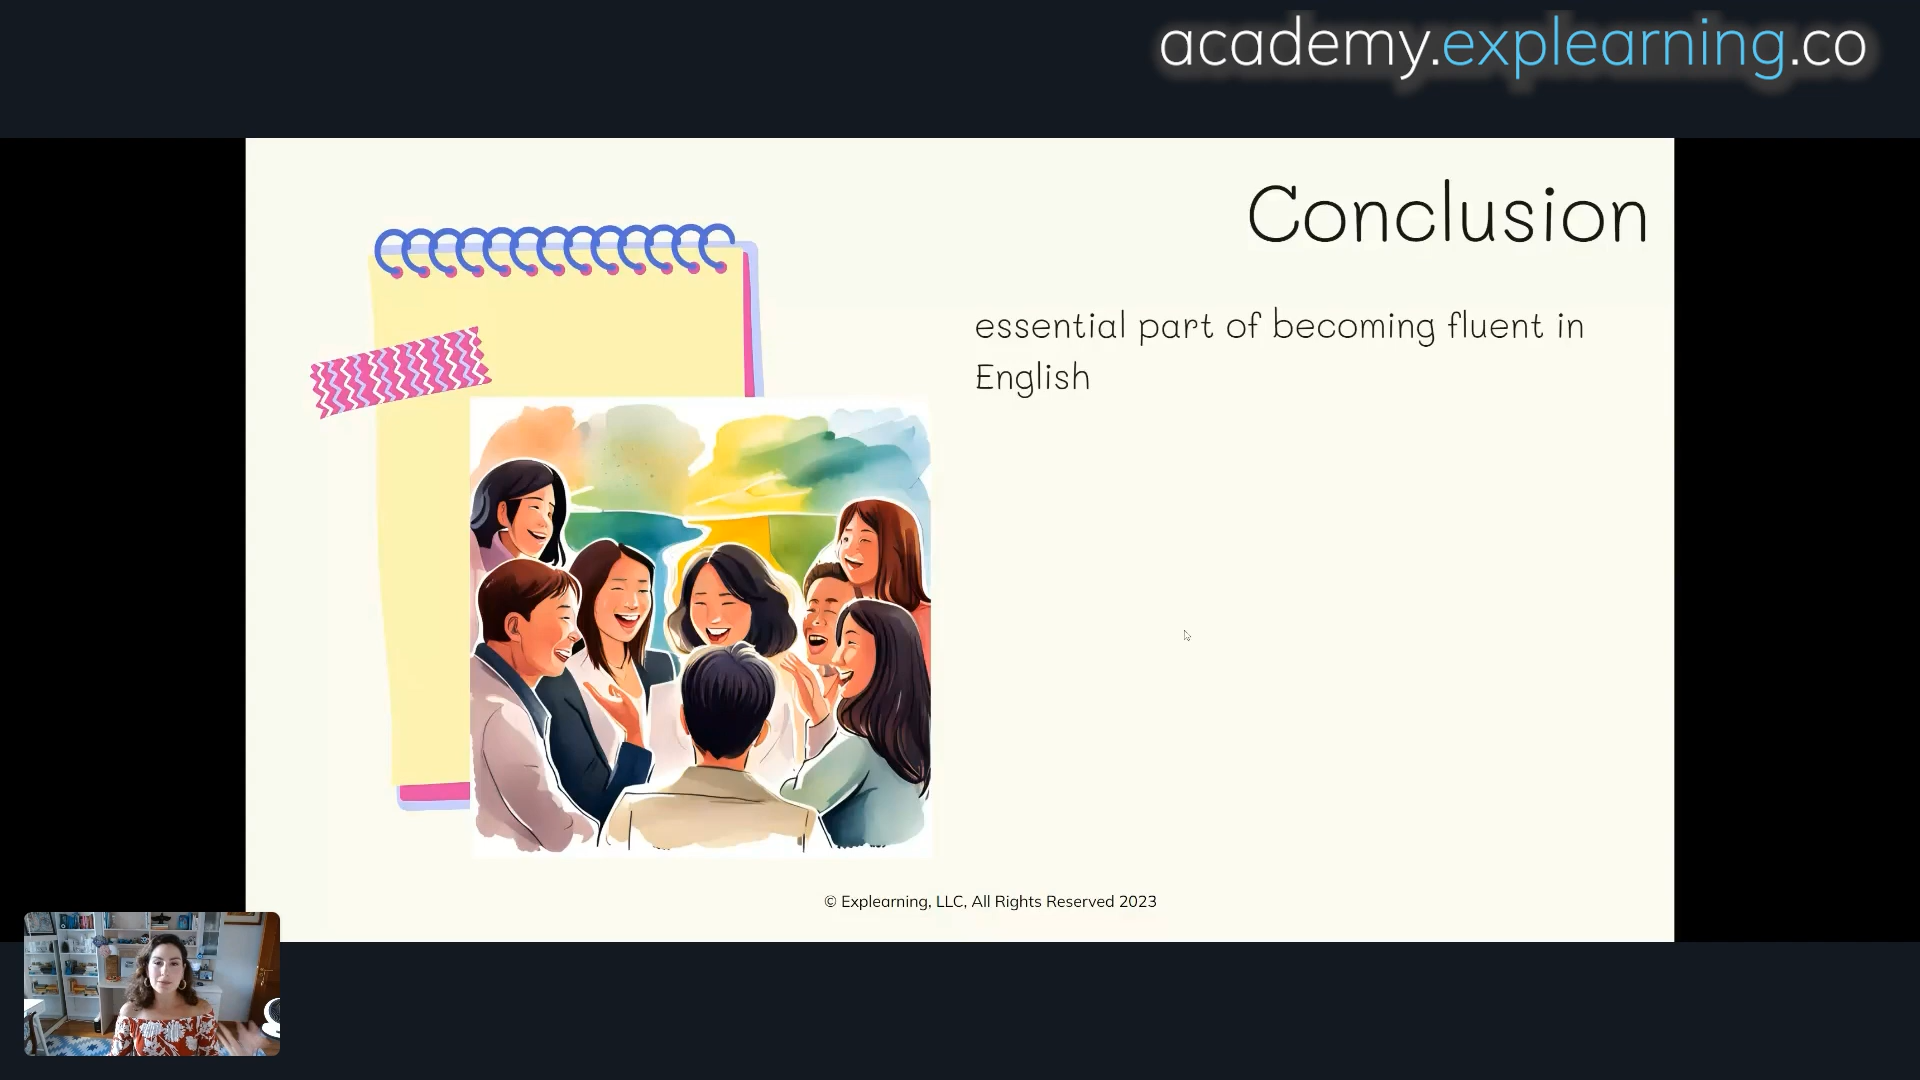 academy.explearning.co
Conclusion
essential part of becoming fluent in
English
© Explearning, LLC, All Rights Reserved 2023